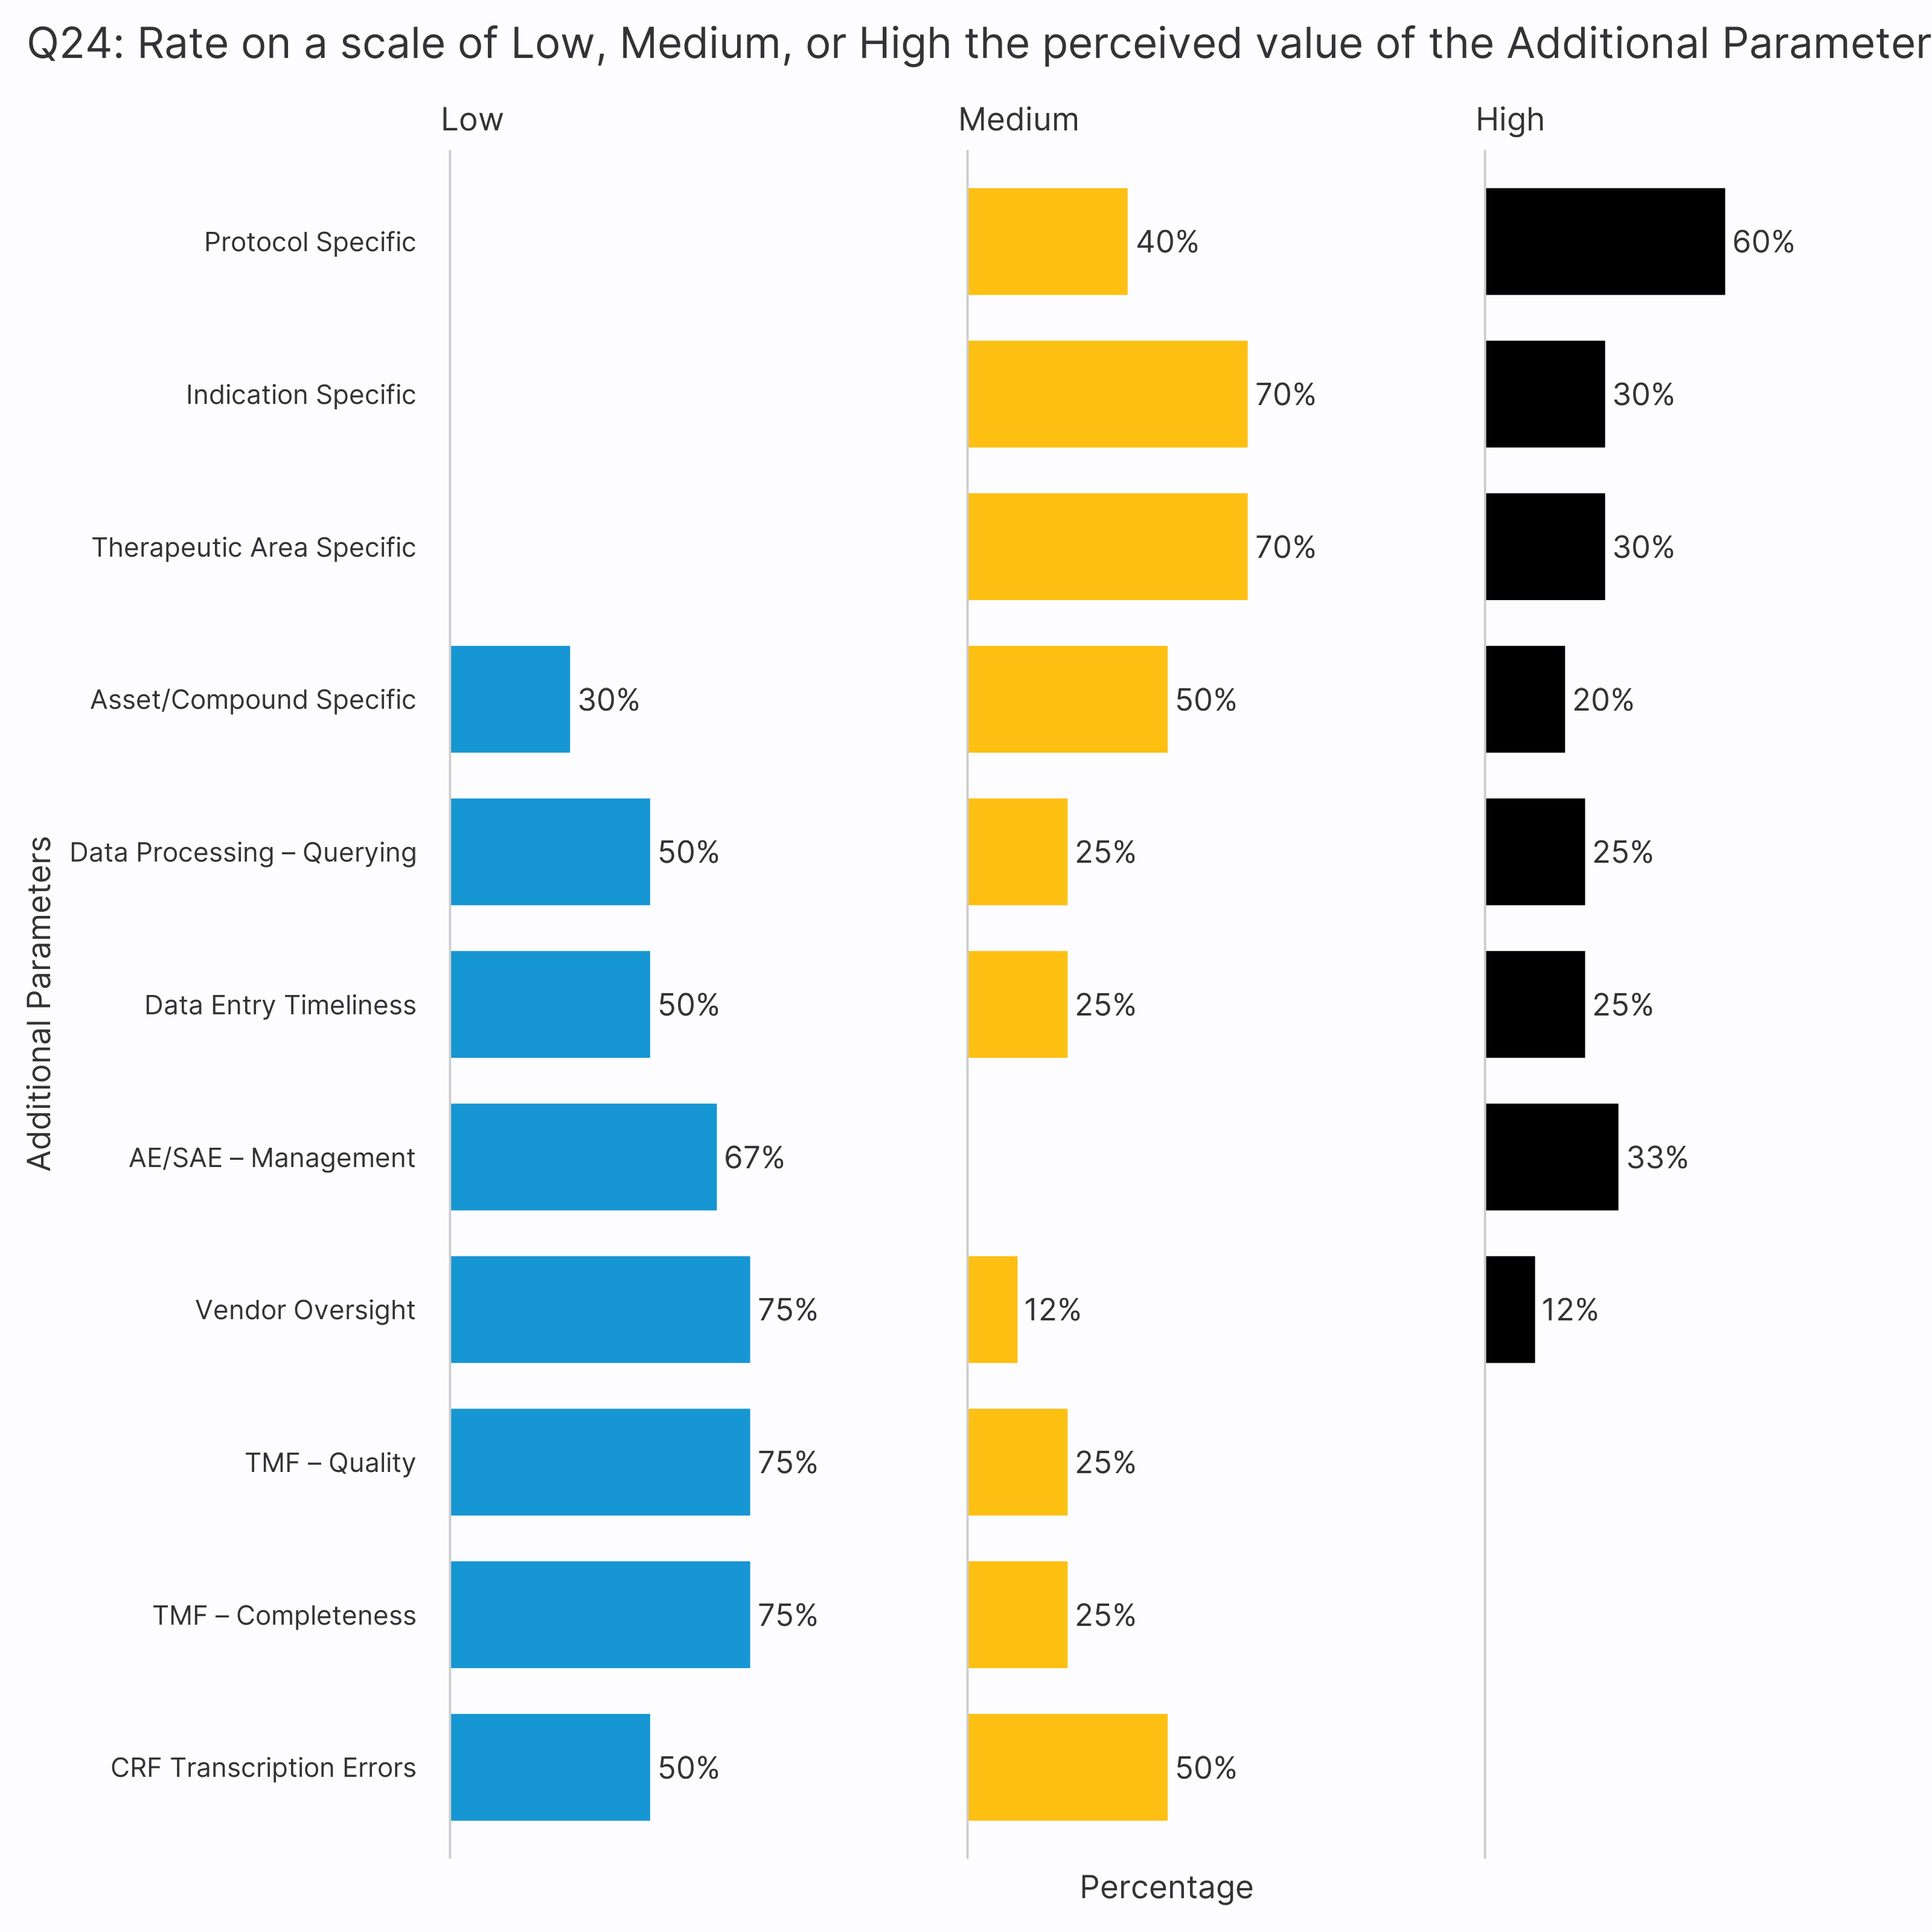 Q24: Rate on a scale of Low, Medium, or High the perceived value of the Additional Parameter
Low Medium High
Protocol Specific 40% 60%
Indication Specific 70% 30%
Therapeutic Area Specific 70% 30%
Asset/Compound Specific 30% 50% 20%
Data Processing – Querying 50% 25% 25%
Data Entry Timeliness 50% 25% 25%
AE/SAE – Management 67% 33%
Vendor Oversight 75% 12% 12%
TMF – Quality 75% 25%
TMF – Completeness 75% 25%
CRF Transcription Errors 50% 50%
Additional Parameters
Percentage